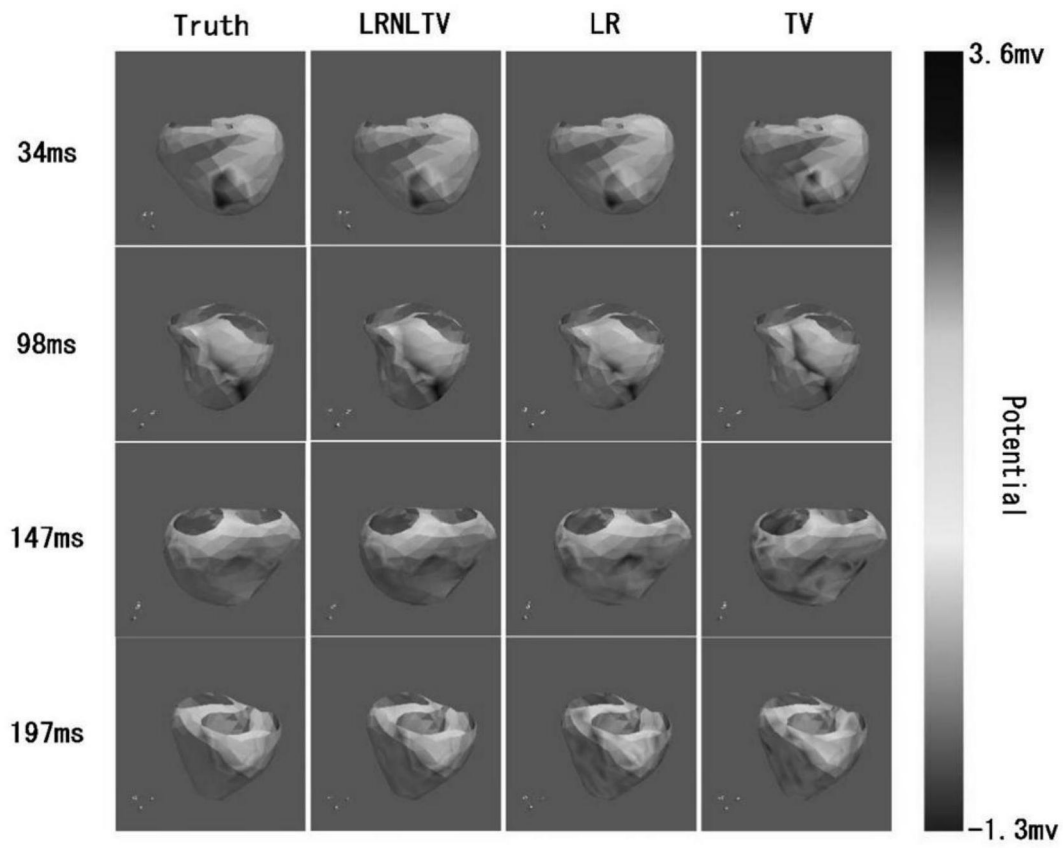 Truth LRNLTV LR TV
3.6mv
34ms
98ms
147ms
197ms
Potential
-1.3mv